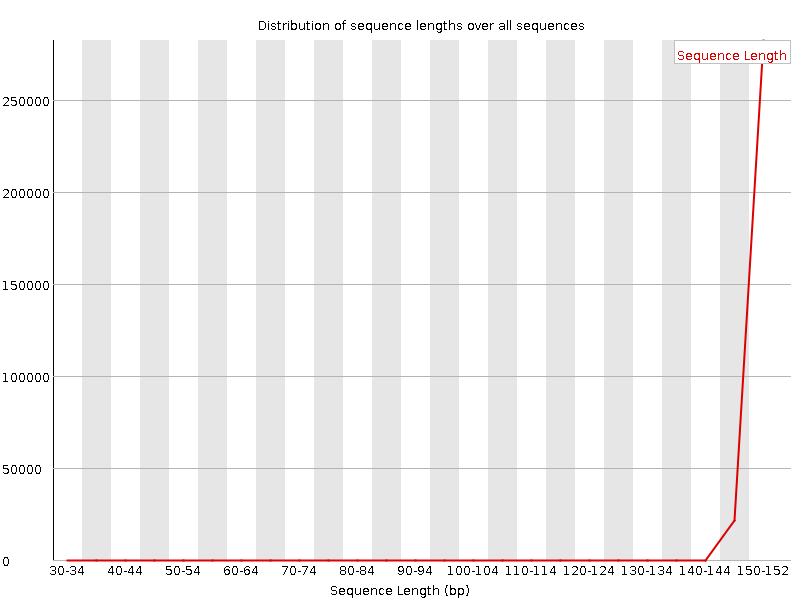 Distribution of sequence lengths over all sequences
Sequence Length
250000
200000
150000
100000
50000
0
30-34 40-44 50-54 60-64 70-74 80-84 90-94 100-104 110-114 120-124 130-134 140-144 150-152
Sequence Length (bp)